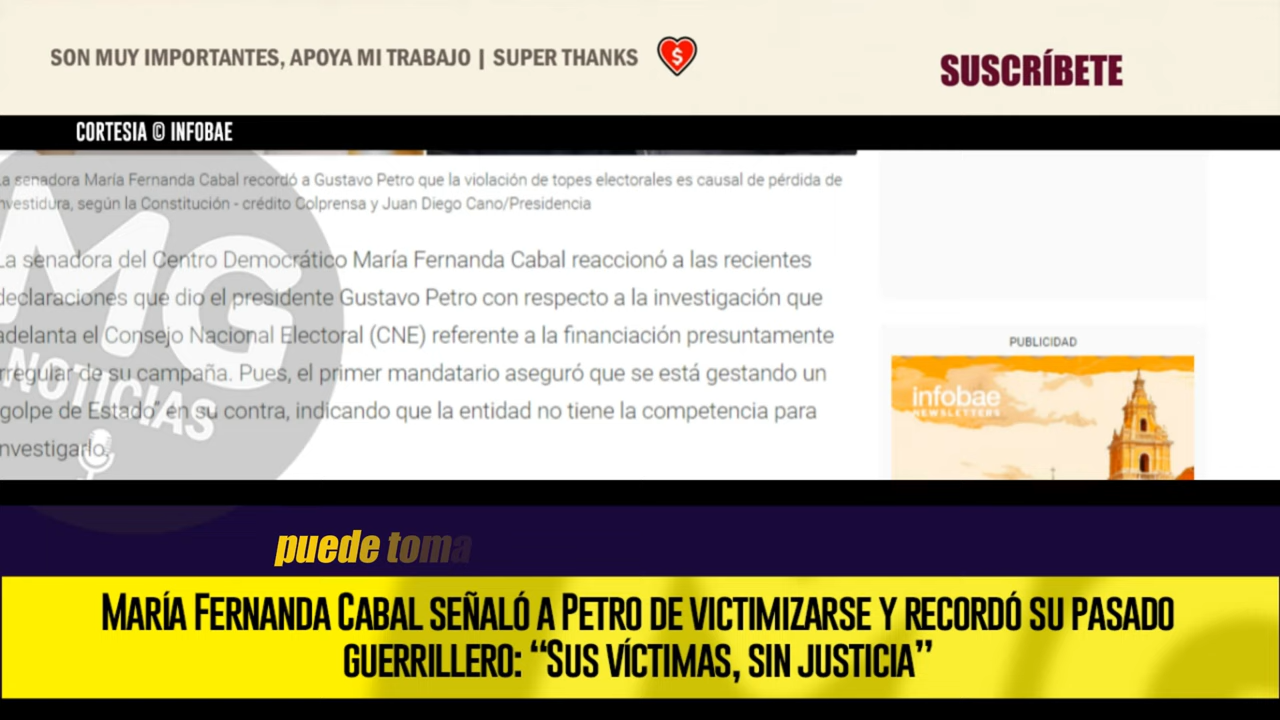 SON MUY IMPORTANTES, APOYA MI TRABAJO | SUPER THANKS
$
SUSCRÍBETE
CORTESIA © INFOBAE
La senadora María Fernanda Cabal recordó a Gustavo Petro que la violación de topes electorales es causal de pérdida de
nvestidura, según la Constitución - crédito Colprensa y Juan Diego Cano/Presidencia
La senadora del Centro Democrático María Fernanda Cabal reaccionó a las recientes
declaraciones que dio el presidente Gustavo Petro con respecto a la investigación que
adelanta el Consejo Nacional Electoral (CNE) referente a la financiación presuntamente
rregular de su campaña. Pues, el primer mandatario aseguró que se está gestando un
golpe de Estado" en su contra, indicando que la entidad no tiene la competencia para
nvestigarlo.
MG
NOTICIAS
PUBLICIDAD
infobae
NEWSLETTERS
puede toma
MARÍA FERNANDA CABAL SEÑALÓ A PETRO DE VICTIMIZARSE Y RECORDÓ SU PASADO
GUERRILLERO: “SUS VÍCTIMAS, SIN JUSTICIA”